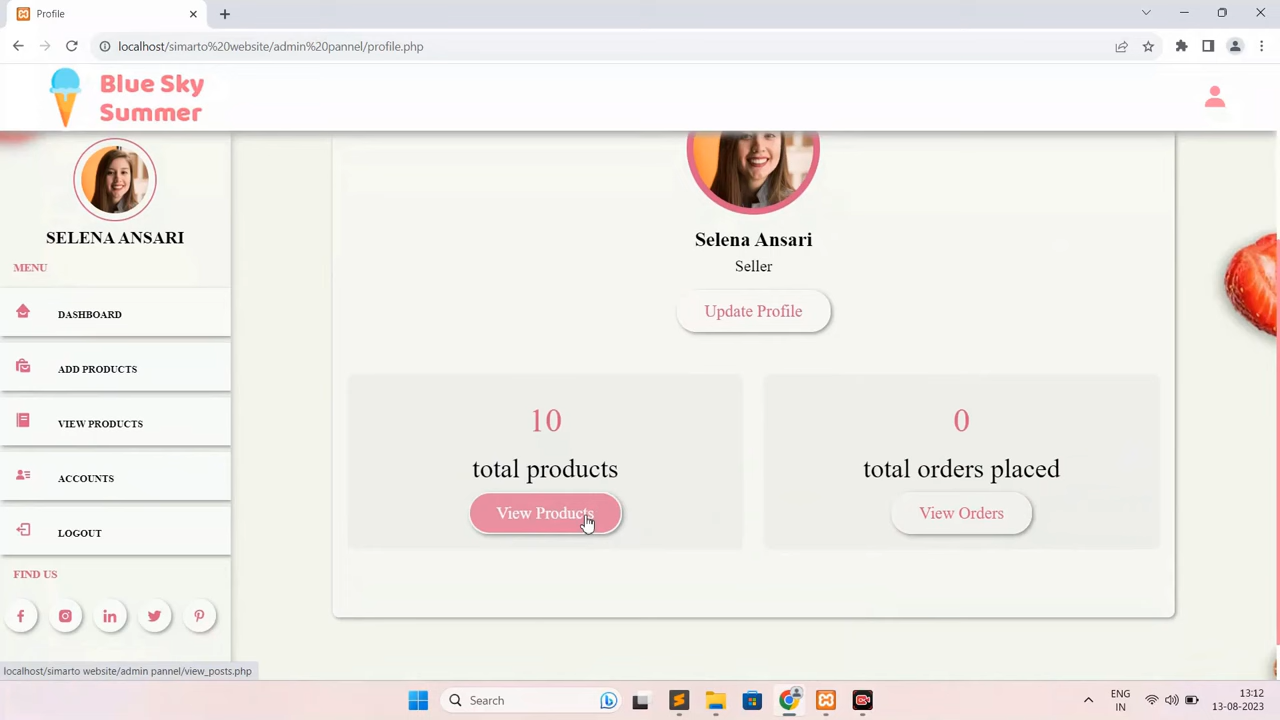 Profile
localhost/simarto%20website/admin%20pannel/profile.php
Blue Sky
Summer
SELENA ANSARI
MENU
DASHBOARD
ADD PRODUCTS
VIEW PRODUCTS
ACCOUNTS
LOGOUT
FIND US
Selena Ansari
Seller
Update Profile
10
total products
View Products
0
total orders placed
View Orders
localhost/simarto website/admin pannel/view_posts.php
Search
ENG
IN
13:12
13-08-2023